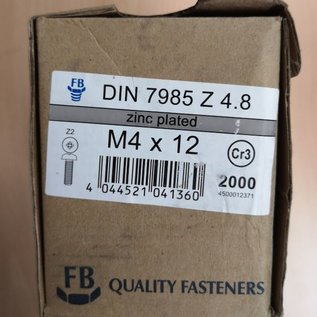 FB
DIN 7985 Z 4.8
zinc plated
M4 x 12
Z2
Cr3
4 044521 041360
2000
4500012371
FB
QUALITY FASTENERS